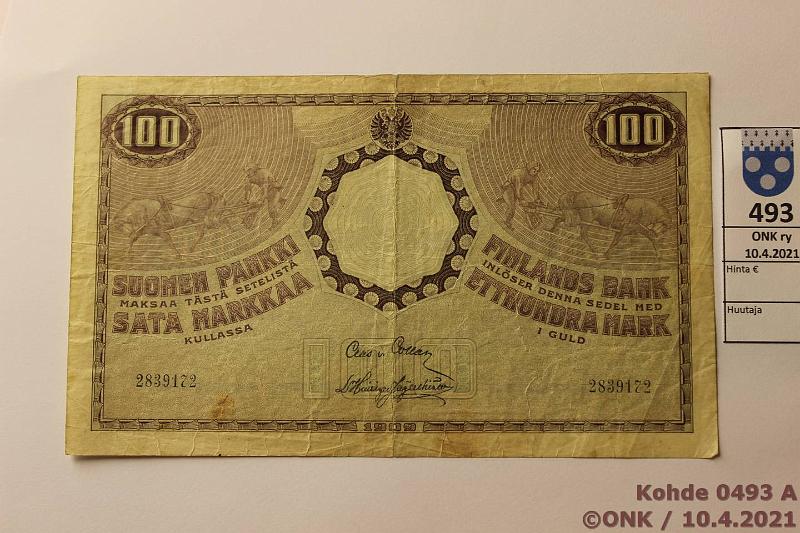 100
100
SUOMEN PANKKI
MAKSAA TÄSTÄ SETELISTÄ
SATA MARKKAA
KULLASSA
FINLANDS BANK
INLÖSER DENNA SEDEL MED
ETTHUNDRA MARK
I GULD
2839172
2839172
1909
493
ONK ry
10.4.2021
Hinta €
Huutaja
Kohde 0493 A
©ONK / 10.4.2021